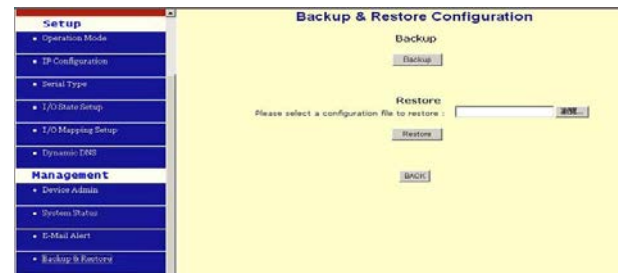 Setup
Operation Mode
IP Configuration
Serial Type
I/O State Setup
I/O Mapping Setup
Dynamic DNS
Management
Device Admin
System Status
E-Mail Alert
Backup & Restore
Backup & Restore Configuration
Backup
Backup
Restore
Please select a configuration file to restore :
Restore
BACK